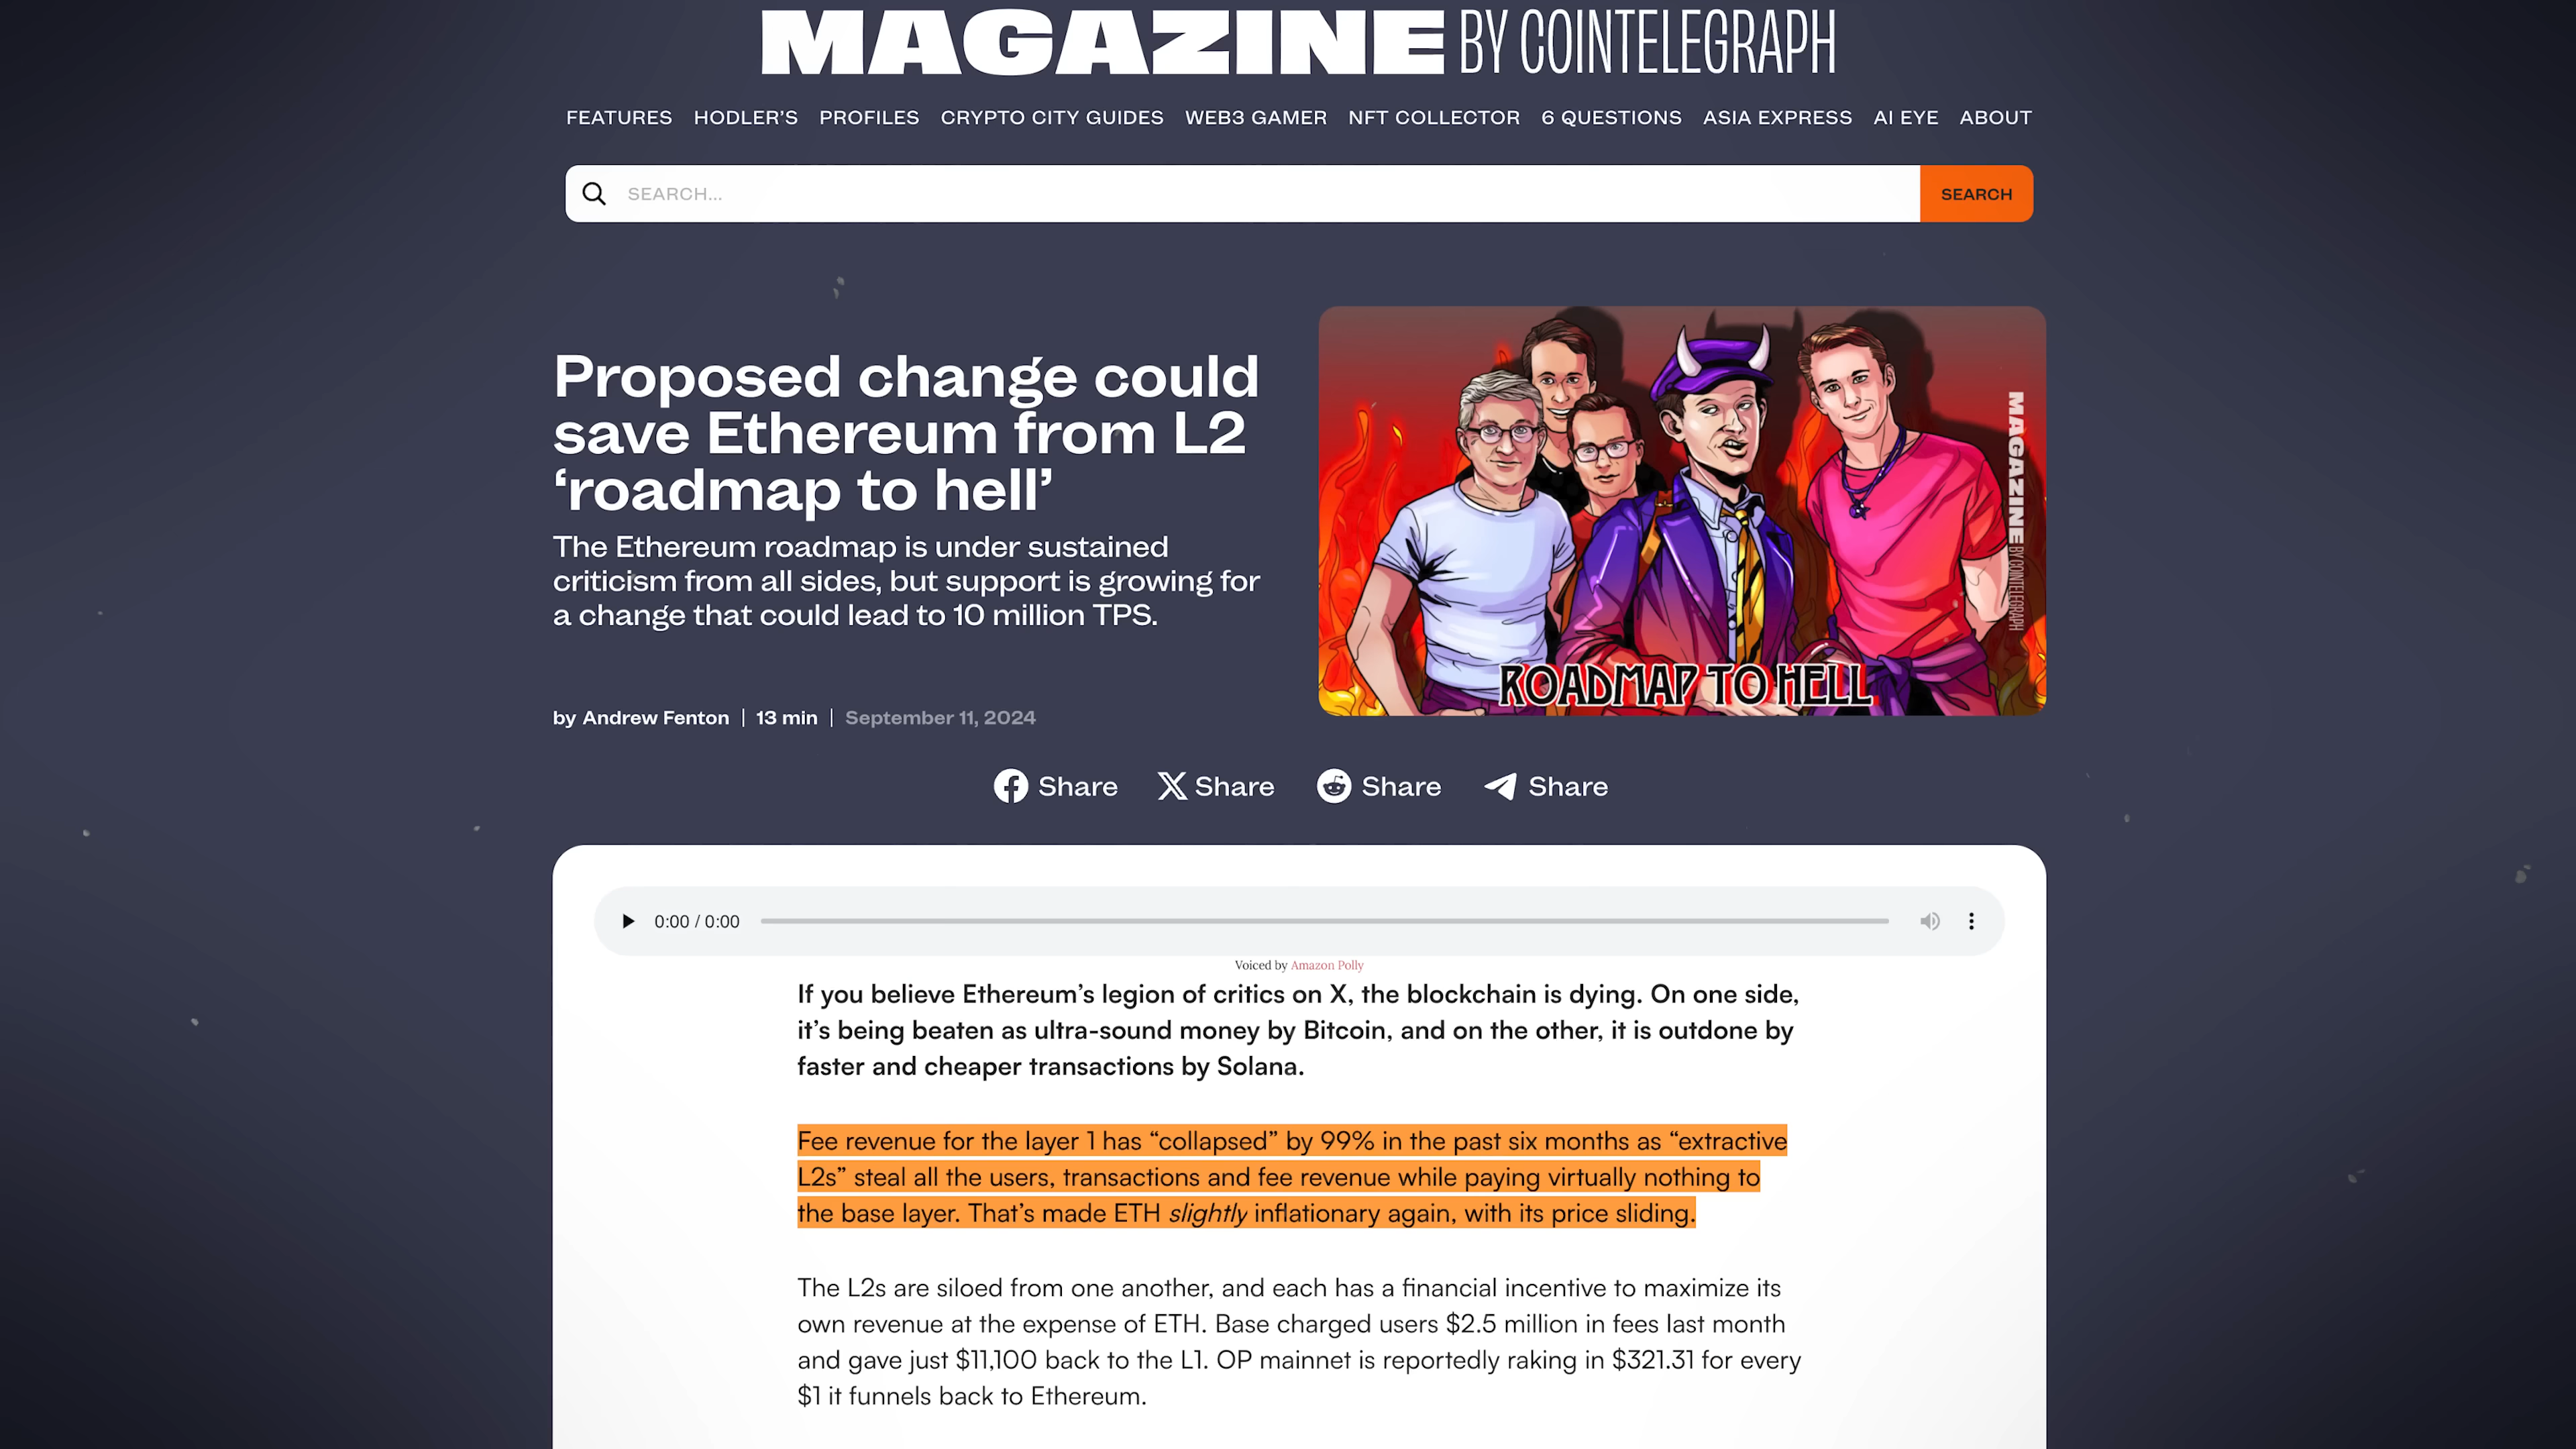 MAGAZINE BY COINTELEGRAPH
FEATURES HODLER'S PROFILES CRYPTO CITY GUIDES WEB3 GAMER NFT COLLECTOR 6 QUESTIONS ASIA EXPRESS AI EYE ABOUT
SEARCH... SEARCH
Proposed change could
save Ethereum from L2
‘roadmap to hell’
The Ethereum roadmap is under sustained
criticism from all sides, but support is growing for
a change that could lead to 10 million TPS.
by Andrew Fenton | 13 min | September 11, 2024
MAGAZINE BY COINTELEGRAPH
ROADMAP TO HELL
Share Share Share Share
0:00 / 0:00
Voiced by Amazon Polly
If you believe Ethereum’s legion of critics on X, the blockchain is dying. On one side,
it’s being beaten as ultra-sound money by Bitcoin, and on the other, it is outdone by
faster and cheaper transactions by Solana.
Fee revenue for the layer 1 has “collapsed” by 99% in the past six months as “extractive
L2s” steal all the users, transactions and fee revenue while paying virtually nothing to
the base layer. That’s made ETH slightly inflationary again, with its price sliding.
The L2s are siloed from one another, and each has a financial incentive to maximize its
own revenue at the expense of ETH. Base charged users $2.5 million in fees last month
and gave just $11,100 back to the L1. OP mainnet is reportedly raking in $321.31 for every
$1 it funnels back to Ethereum.